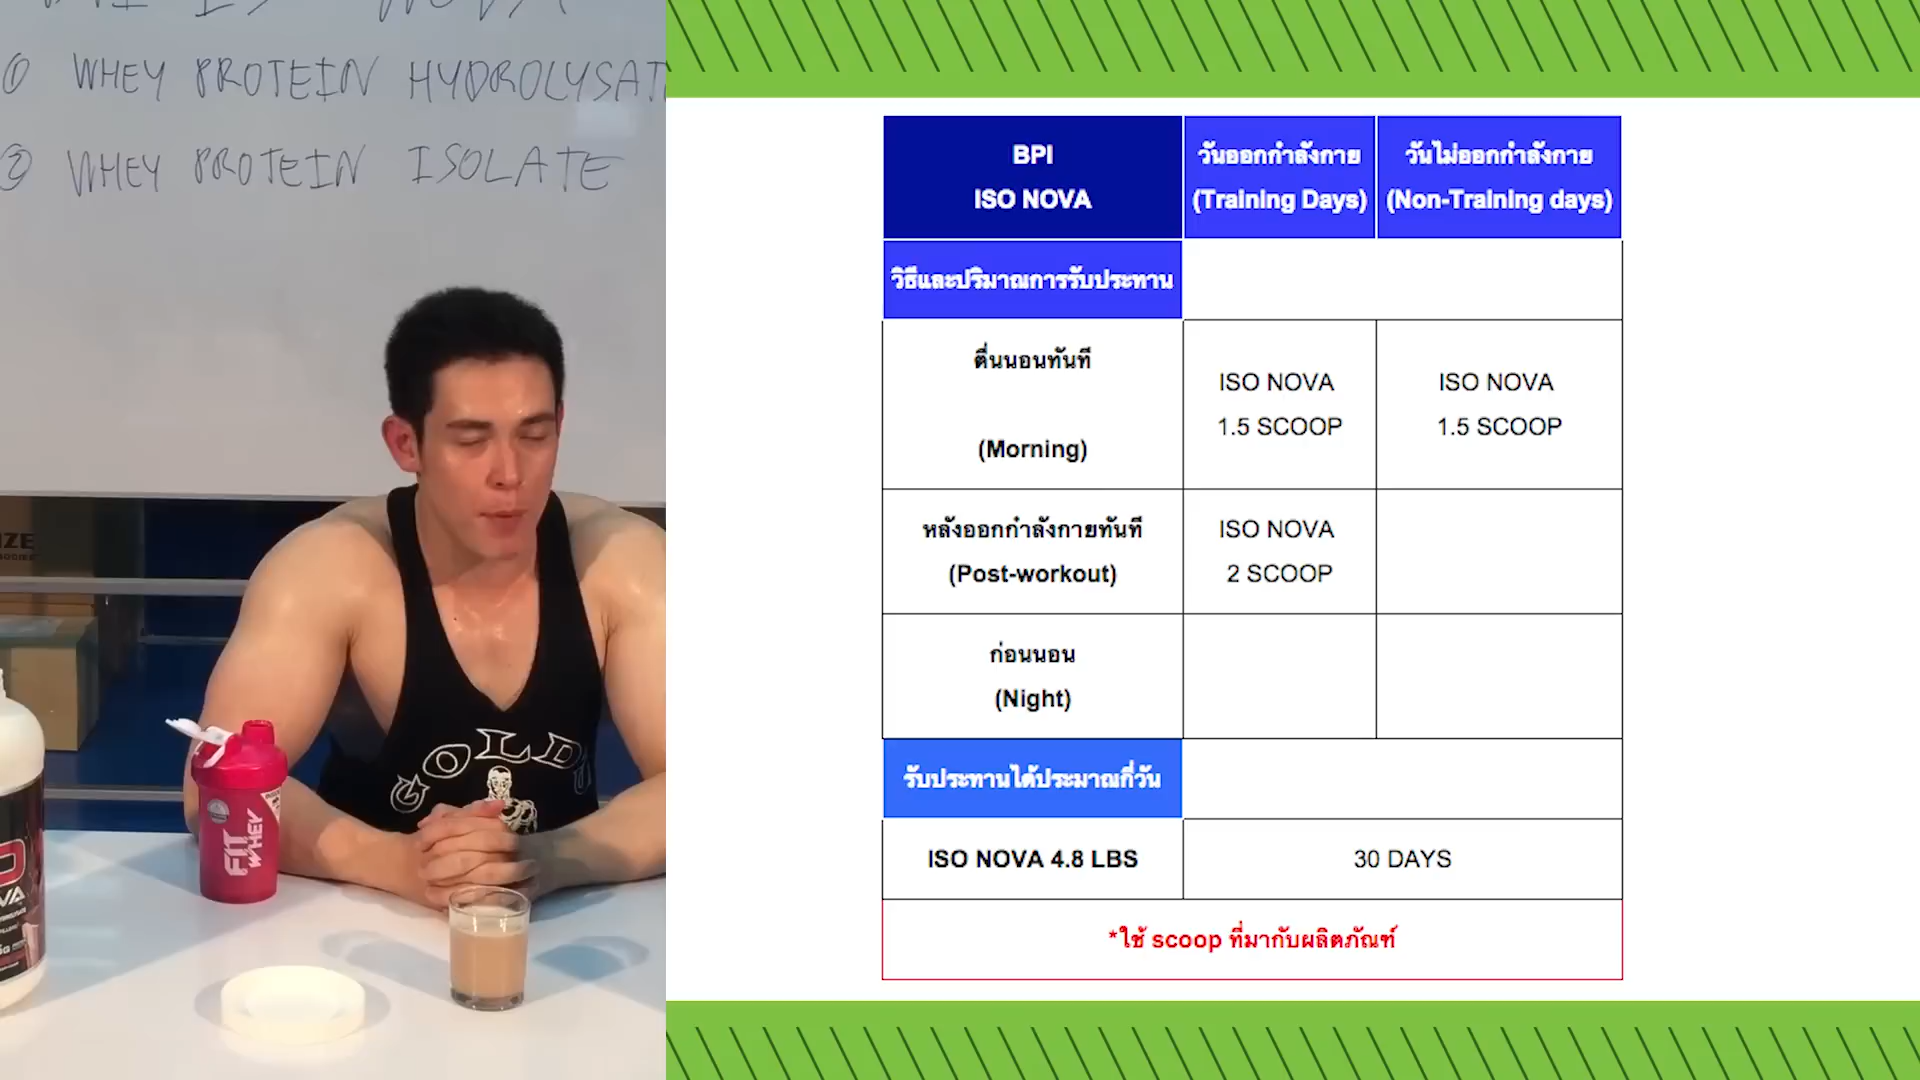 ① WHEY PROTEIN HYDROLYSAT
② WHEY PROTEIN ISOLATE
FIT
WHEY
GOLD'S
BPI
ISO NOVA
วันออกกำลังกาย
(Training Days)
วันไม่ออกกำลังกาย
(Non-Training days)
วิธีและปริมาณการรับประทาน
ตื่นนอนทันที
(Morning)
ISO NOVA
1.5 SCOOP
ISO NOVA
1.5 SCOOP
หลังออกกำลังกายทันที
(Post-workout)
ISO NOVA
2 SCOOP
ก่อนนอน
(Night)
รับประทานได้ประมาณกี่วัน
ISO NOVA 4.8 LBS
30 DAYS
*ใช้ scoop ที่มากับผลิตภัณฑ์